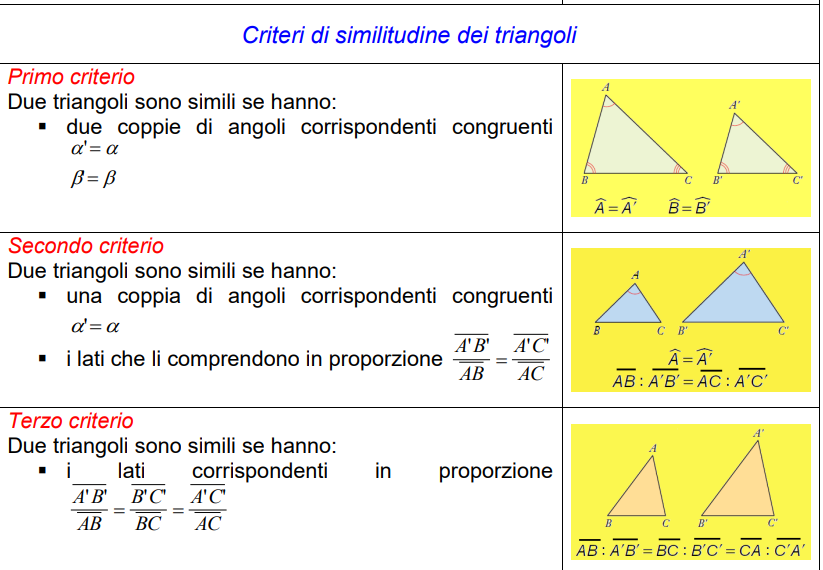 Criteri di similitudine dei triangoli
Primo criterio
Due triangoli sono simili se hanno:
▪ due coppie di angoli corrispondenti congruenti
α'= α
β = β
A
B
C
A'
B'
C'
Â = Â' B̂ = B̂'
Secondo criterio
Due triangoli sono simili se hanno:
▪ una coppia di angoli corrispondenti congruenti
α'= α
▪ i lati che li comprendono in proporzione A'B'/AB = A'C'/AC
A
B
C
A'
B'
C'
Â = Â'
AB : A'B' = AC : A'C'
Terzo criterio
Due triangoli sono simili se hanno:
▪ i lati corrispondenti in proporzione
A'B'/AB = B'C'/BC = A'C'/AC
A
B
C
A'
B'
C'
AB : A'B' = BC : B'C' = CA : C'A'